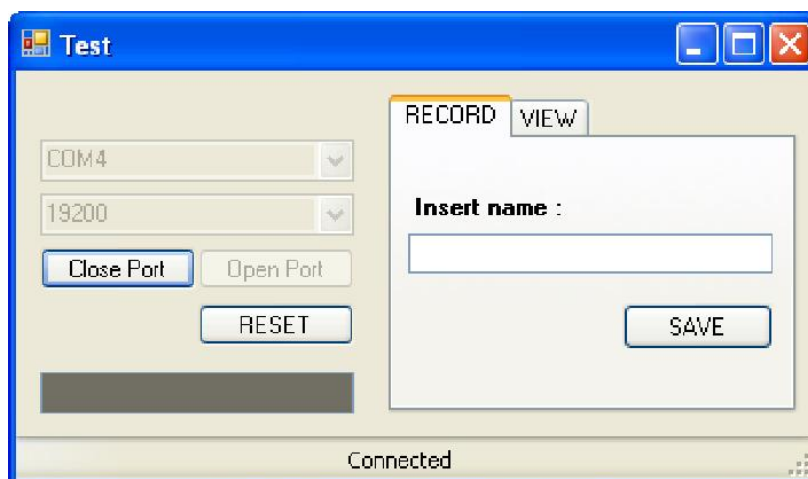 Test
COM4
19200
Close Port Open Port
RESET
RECORD VIEW
Insert name :
SAVE
Connected